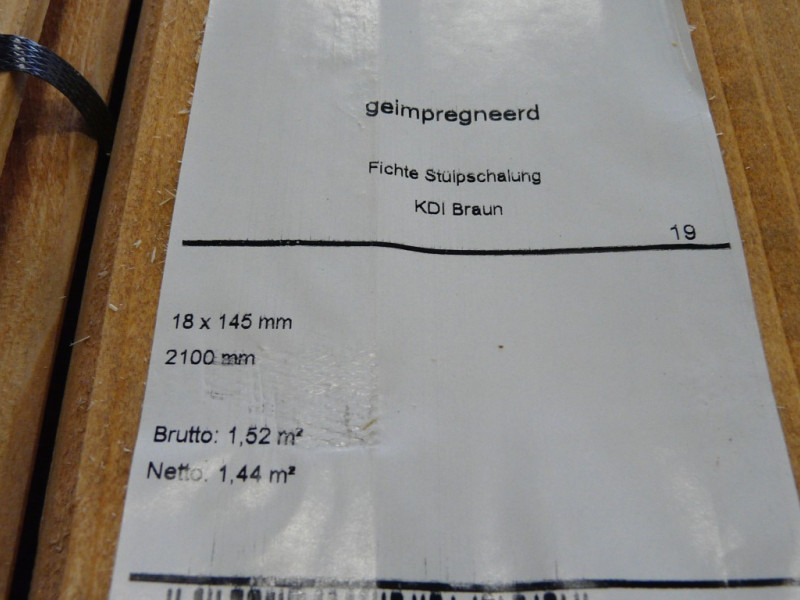 geimpregneerd
Fichte Stülpschalung
KDI Braun
19
18 x 145 mm
2100 mm
Brutto: 1,52 m²
Netto: 1,44 m²